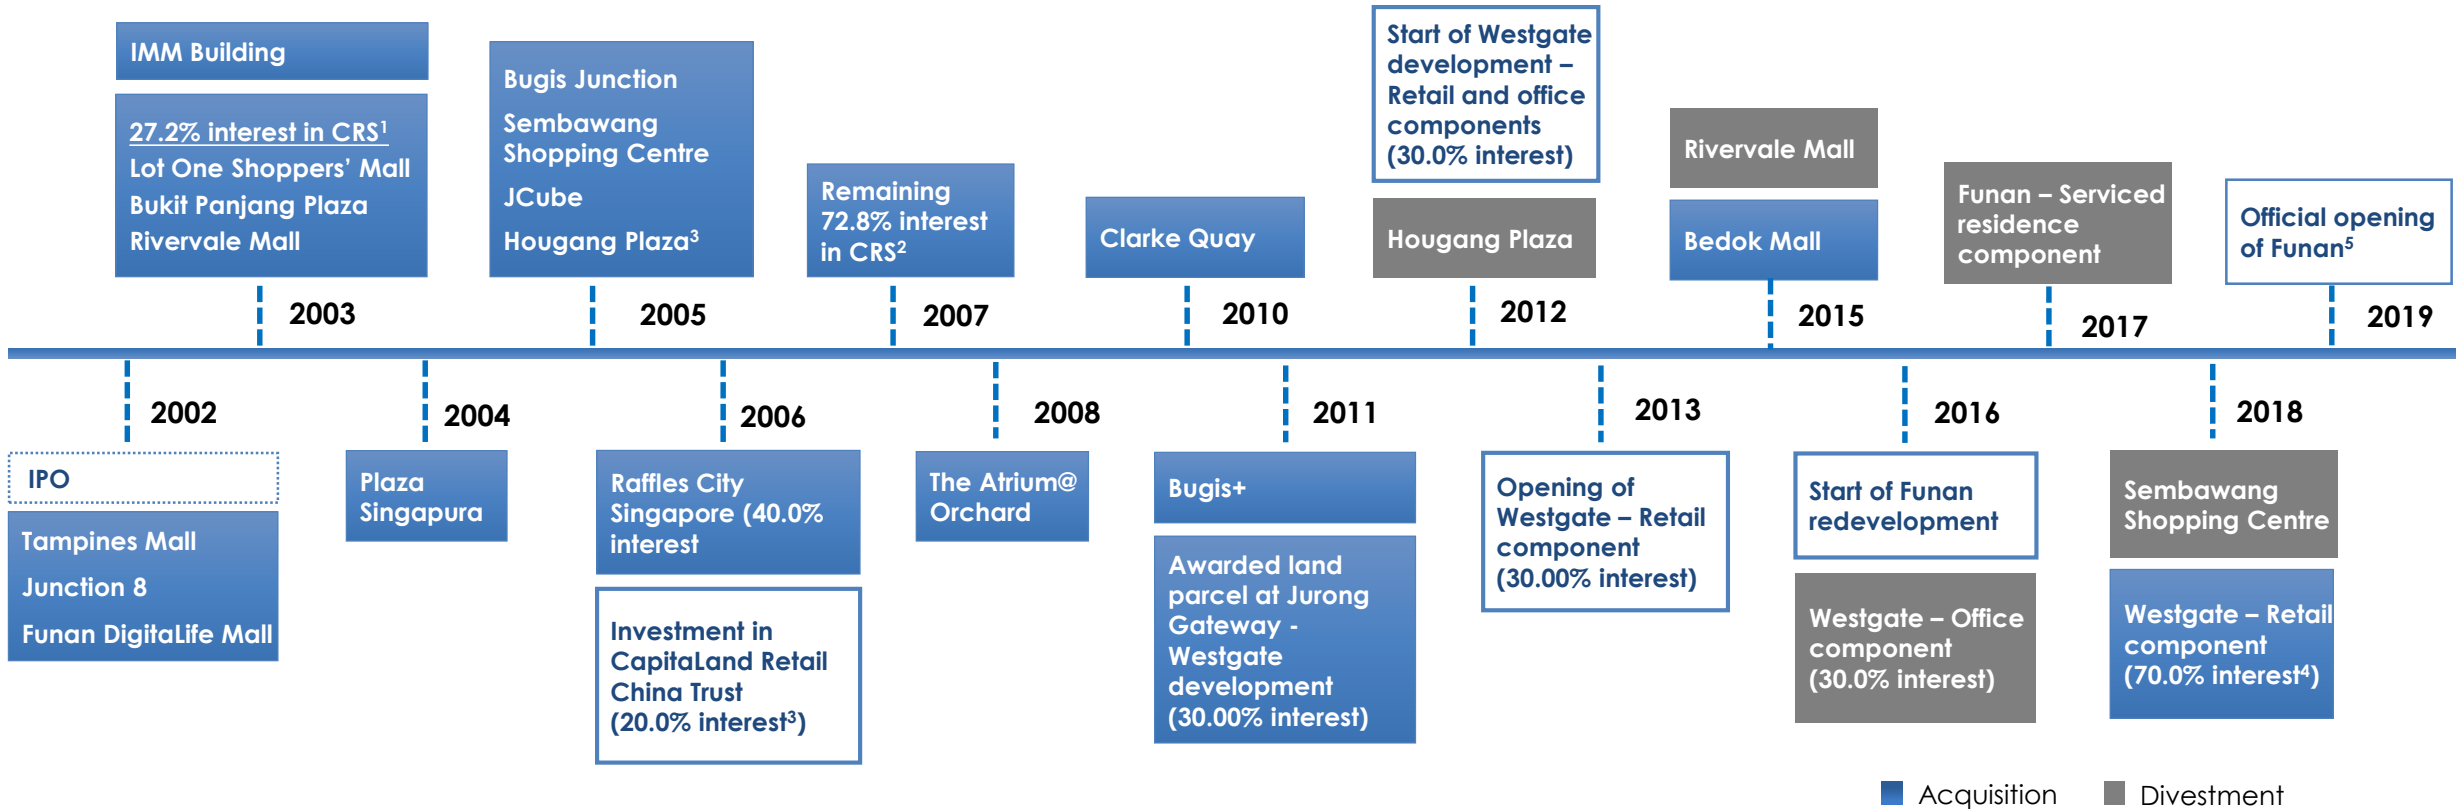 IMM Building
27.2% interest in CRS¹
Lot One Shoppers’ Mall
Bukit Panjang Plaza
Rivervale Mall
2003
Bugis Junction
Sembawang
Shopping Centre
JCube
Hougang Plaza³
2005
Remaining
72.8% interest
in CRS²
2007
Clarke Quay
2010
Start of Westgate
development –
Retail and office
components
(30.0% interest)
Hougang Plaza
2012
Rivervale Mall
Bedok Mall
2015
Funan – Serviced
residence
component
2017
Official opening
of Funan⁵
2019
2002
IPO
Tampines Mall
Junction 8
Funan DigitaLife Mall
2004
Plaza
Singapura
2006
Raffles City
Singapore (40.0%
interest
Investment in
CapitaLand Retail
China Trust
(20.0% interest³)
2008
The Atrium@
Orchard
2011
Bugis+
Awarded land
parcel at Jurong
Gateway -
Westgate
development
(30.00% interest)
2013
Opening of
Westgate – Retail
component
(30.00% interest)
2016
Start of Funan
redevelopment
Westgate – Office
component
(30.0% interest)
2018
Sembawang
Shopping Centre
Westgate – Retail
component
(70.0% interest⁴)
Acquisition
Divestment